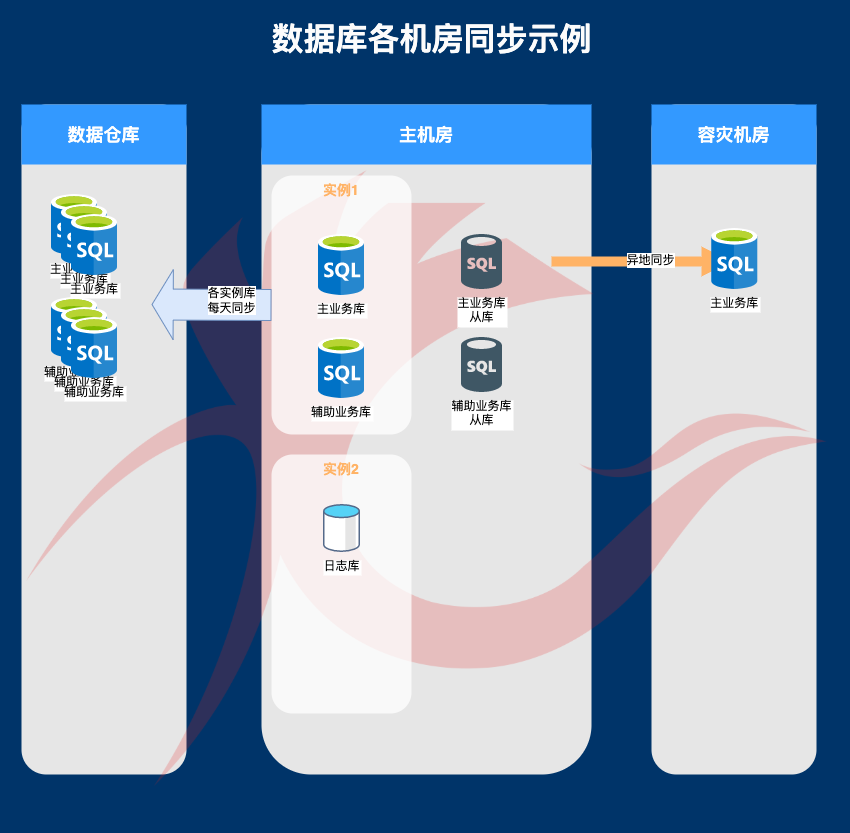 数据库各机房同步示例
数据仓库
主机房
容灾机房
SQL
主业
主业务库
主业务库
SQL
辅助业
辅助业务库
辅助业务库
各实例库
每天同步
实例1
SQL
主业务库
SQL
辅助业务库
SQL
主业务库
从库
SQL
辅助业务库
从库
实例2
日志库
异地同步
SQL
主业务库